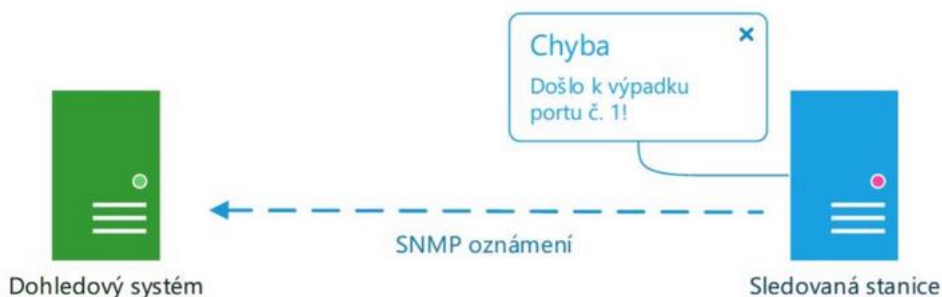 Chyba
Došlo k výpadku
portu č. 1!
SNMP oznámení
Dohledový systém
Sledovaná stanice